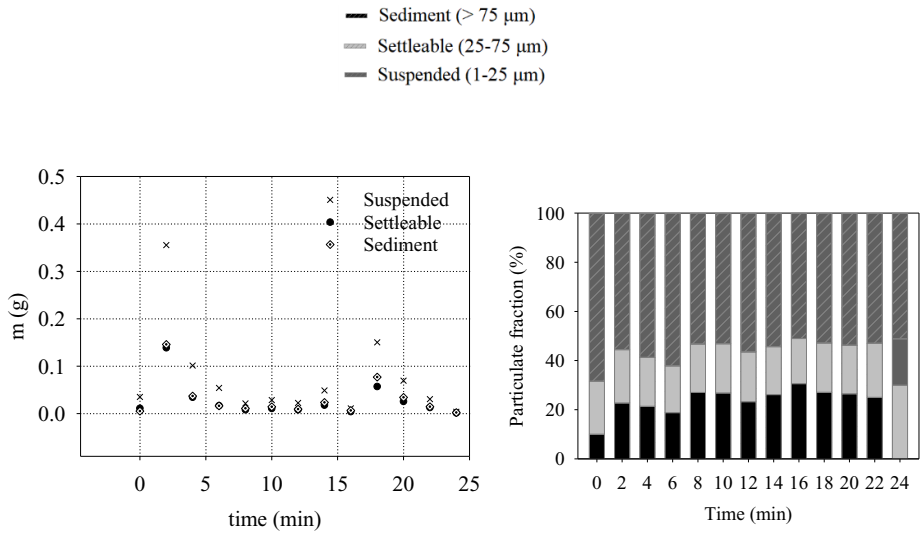 Sediment (> 75 μm)
Settleable (25-75 μm)
Suspended (1-25 μm)
0.5
0.4
0.3
0.2
0.1
0.0
m (g)
Suspended
Settleable
Sediment
0 5 10 15 20 25
time (min)
100
80
60
40
20
0
Particulate fraction (%)
0 2 4 6 8 10 12 14 16 18 20 22 24
Time (min)